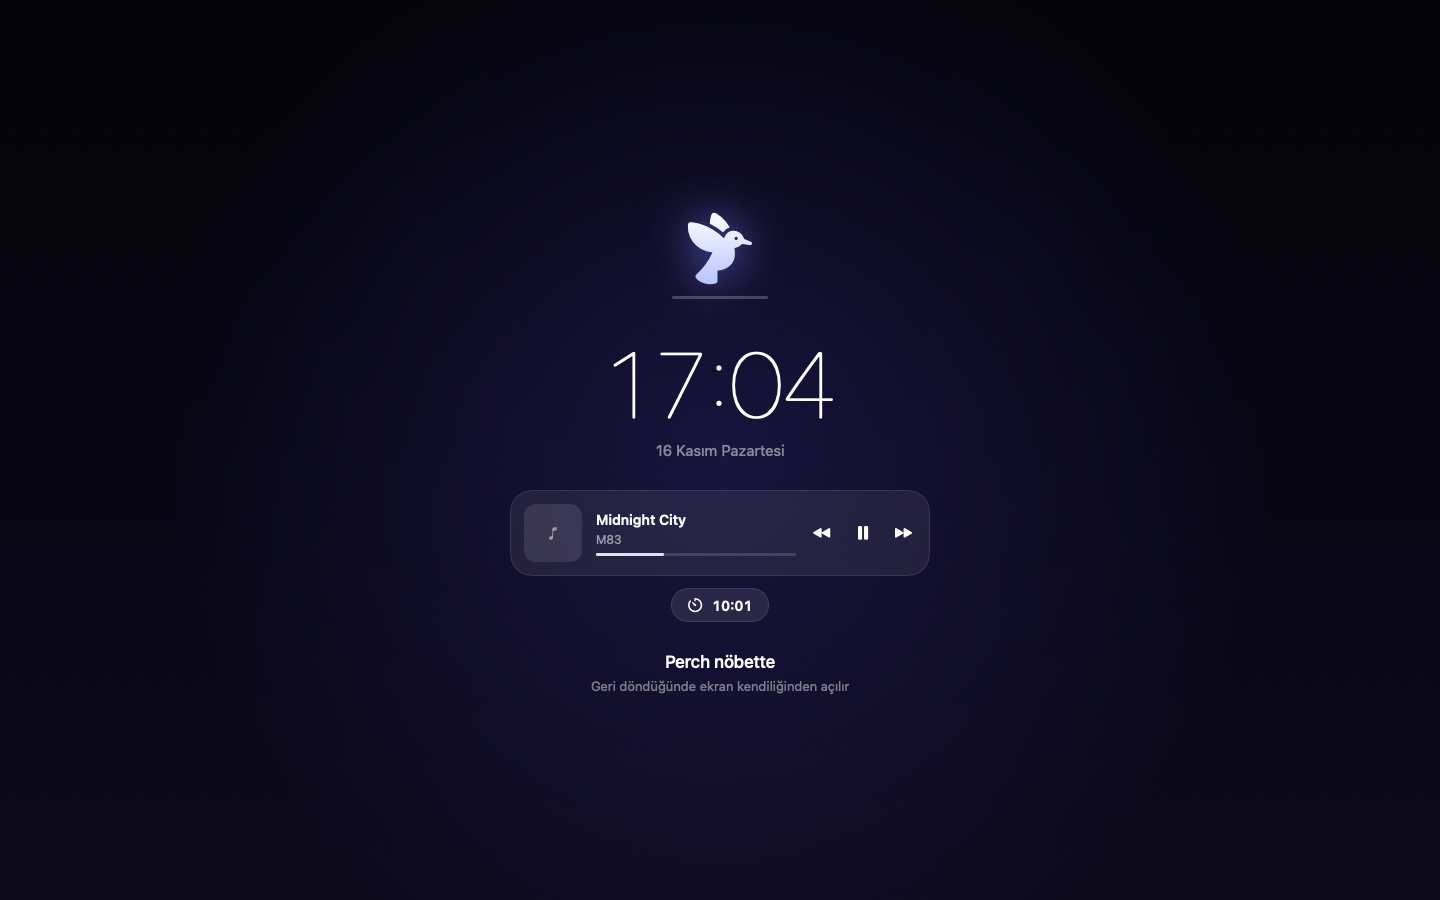 17:04
16 Kasım Pazartesi
Midnight City
M83
10:01
Perch nöbette
Geri döndüğünde ekran kendiliğinden açılır